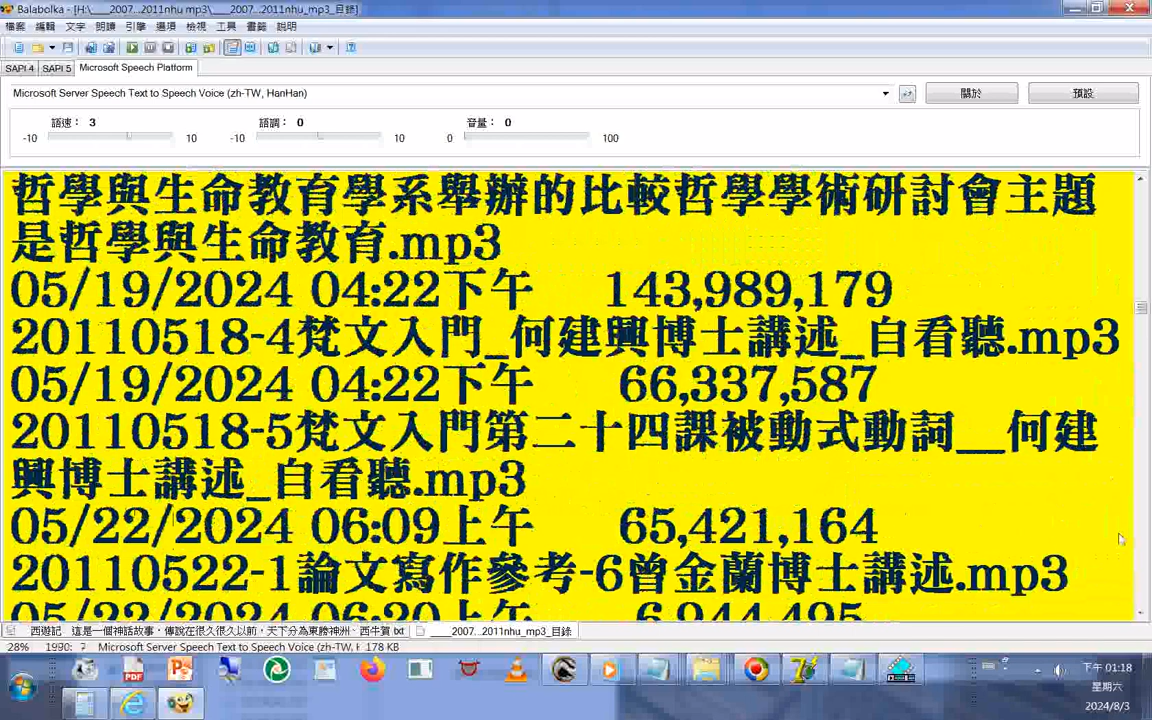 Balabolka - [H:\___2007...2011nhu mp3\___2007...2011nhu_mp3_目錄]
檔案 編輯 文字 朗讀 引擎 選項 檢視 工具 書籤 說明
SAPI 4 SAPI 5 Microsoft Speech Platform
Microsoft Server Speech Text to Speech Voice (zh-TW, HanHan) 關於 預設
語速: 3 語調: 0 音量: 0
-10 10 -10 10 0 100
哲學與生命教育學系舉辦的比較哲學學術研討會主題
是哲學與生命教育.mp3
05/19/2024 04:22下午 143,989,179
20110518-4梵文入門_何建興博士講述_自看聽.mp3
05/19/2024 04:22下午 66,337,587
20110518-5梵文入門第二十四課被動式動詞__何建
興博士講述_自看聽.mp3
05/22/2024 06:09上午 65,421,164
20110522-1論文寫作參考-6曾金蘭博士講述.mp3
05/22/2024 06:20上午 6,944,495
西遊記 這是一個神話故事，傳說在很久很久以前，天下分為東勝神洲、西牛賀.txt ___2007...2011nhu_mp3_目錄
28% 1990: 7 Microsoft Server Speech Text to Speech Voice (zh-TW, 178 KB
下午 01:18
星期六
2024/8/3